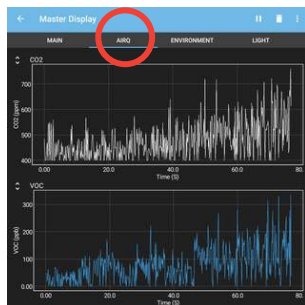 Master Display
MAIN AIRQ ENVIRONMENT LIGHT
CO2
700
600
500
400
CO2 (ppm)
0.00 20.0 40.0 60.0 80.
Time (S)
VOC
300
200
100
0.00
VOC (ppb)
0.00 20.0 40.0 60.0 80.
Time (S)